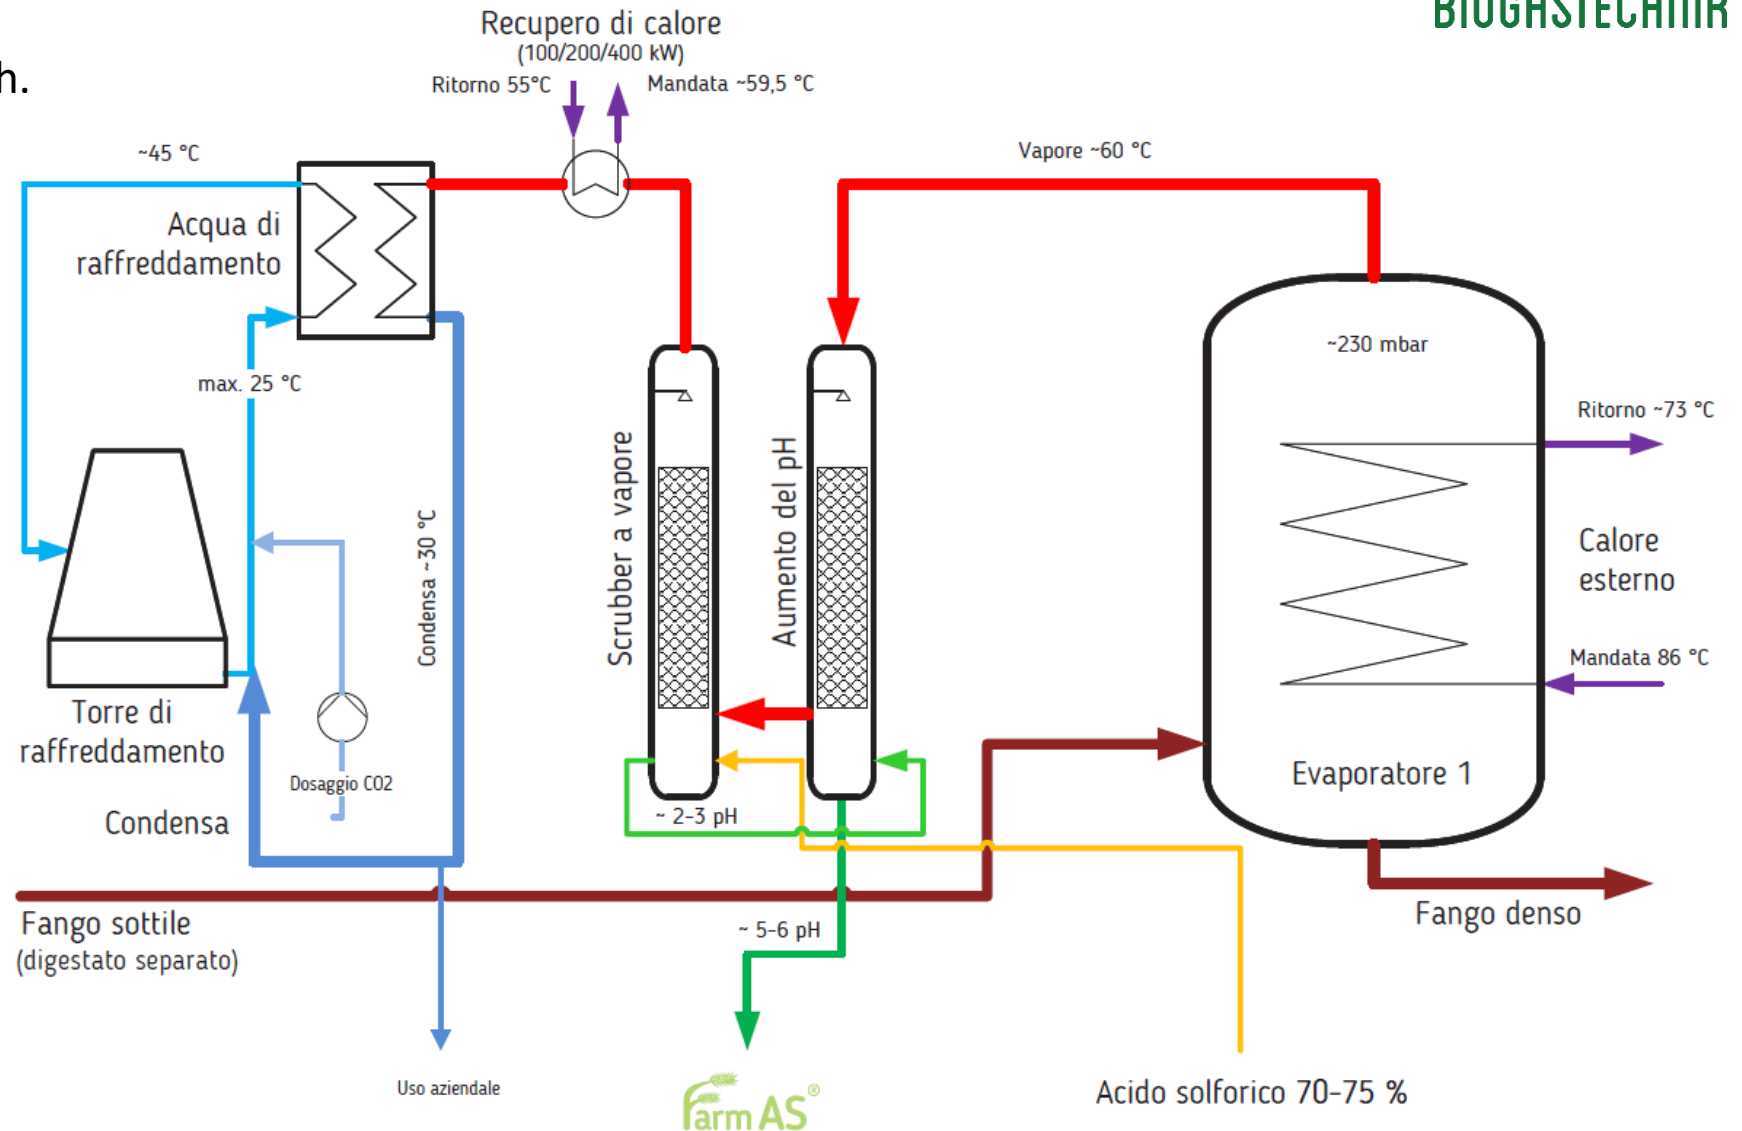 BIOGASTECHNIK
h.
Recupero di calore
(100/200/400 kW)
Ritorno 55°C
Mandata ~59,5 °C
~45 °C
Vapore ~60 °C
Acqua di
raffreddamento
~230 mbar
max. 25 °C
Ritorno ~73 °C
Scrubber a vapore
Aumento del pH
Condensa ~30 °C
Calore
esterno
Mandata 86 °C
Torre di
raffreddamento
Dosaggio CO2
Evaporatore 1
Condensa
~ 2-3 pH
Fango sottile
(digestato separato)
~ 5-6 pH
Fango denso
Uso aziendale
FarmAS®
Acido solforico 70-75 %